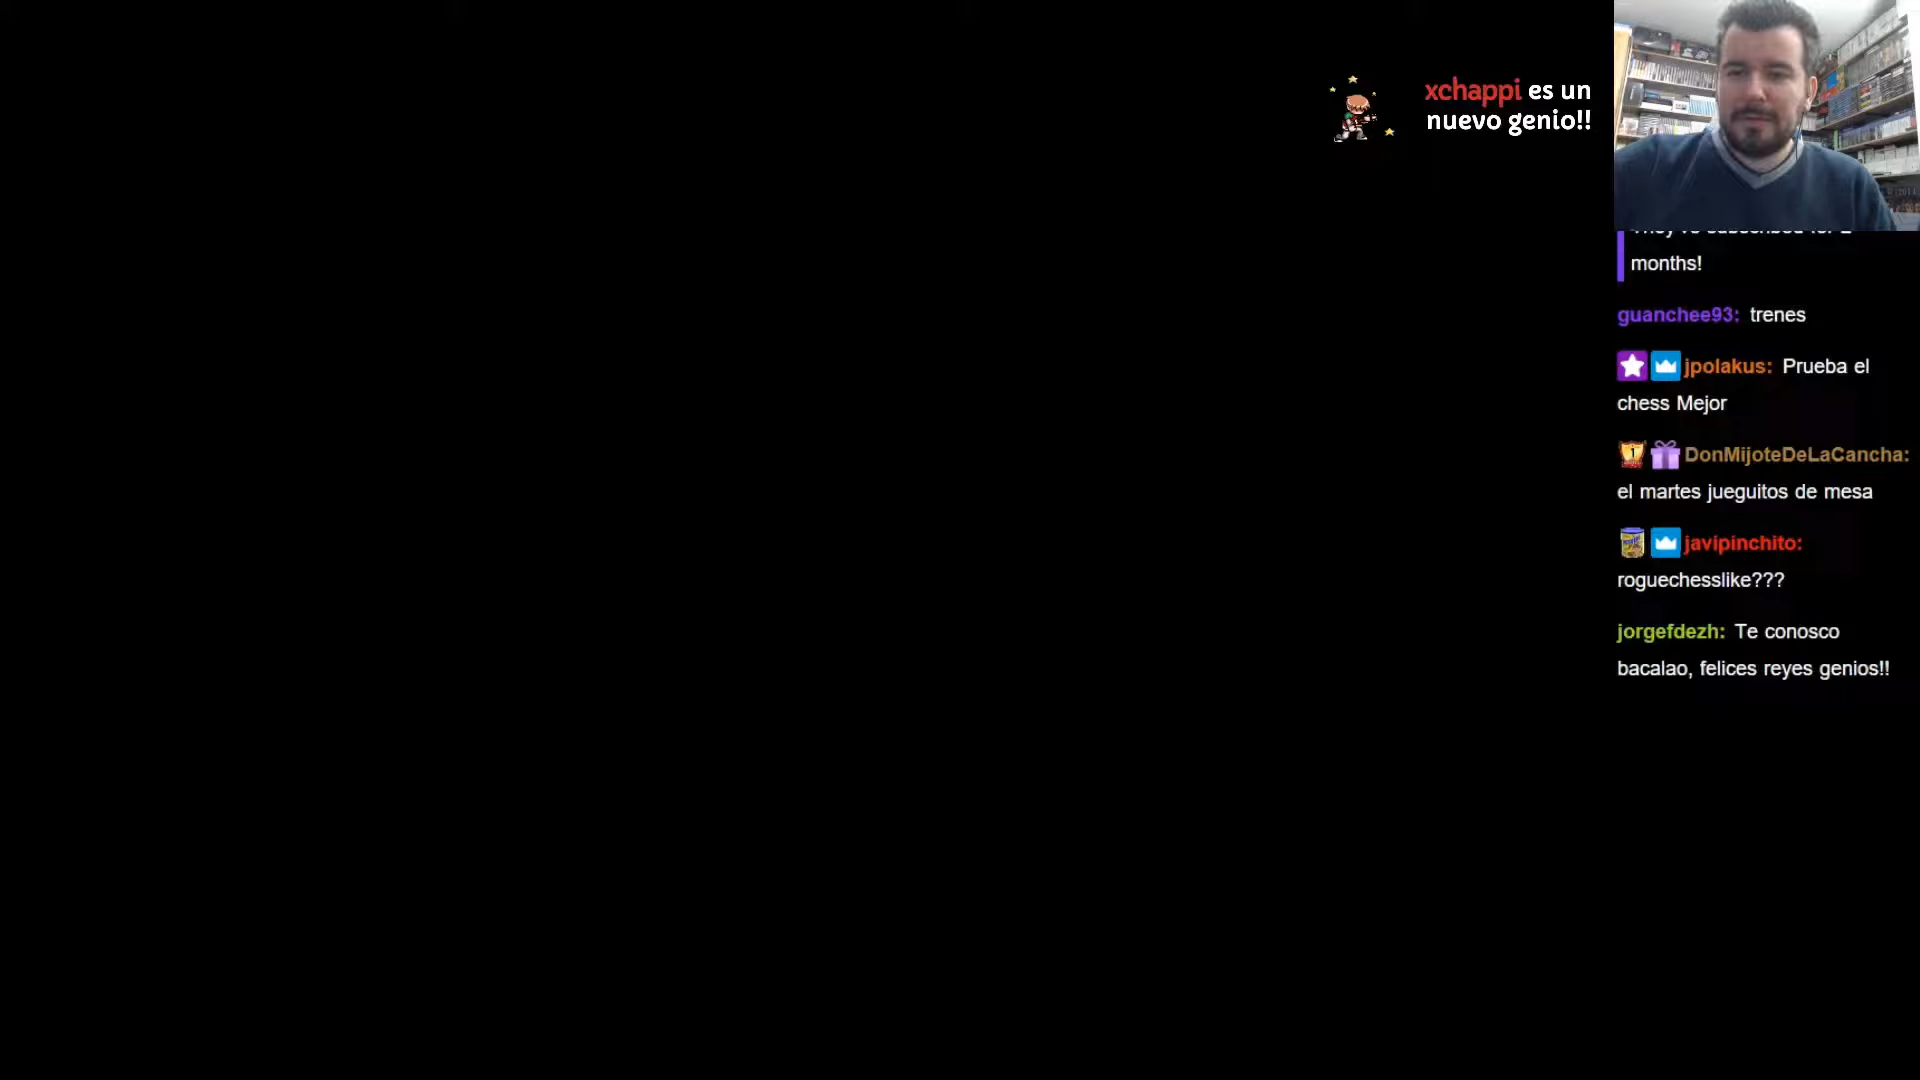 xchappi es un
nuevo genio!!
months!
guanchee93: trenes
jpolakus: Prueba el
chess Mejor
DonMijoteDeLaCancha:
el martes jueguitos de mesa
javipinchito:
roguechesslike???
jorgefdezh: Te conosco
bacalao, felices reyes genios!!